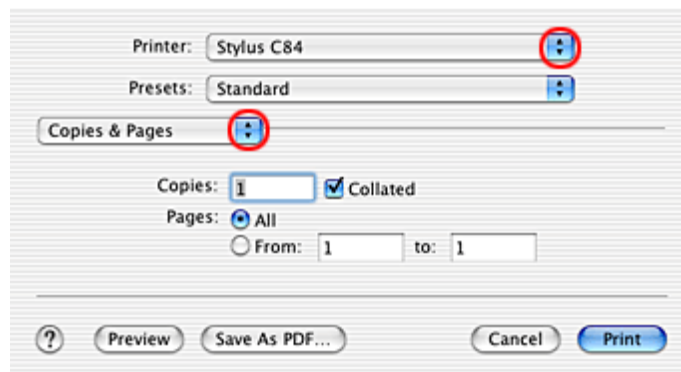 Printer: Stylus C84
Presets: Standard
Copies & Pages
Copies: 1 Collated
Pages: All
From: 1 to: 1
? Preview Save As PDF... Cancel Print